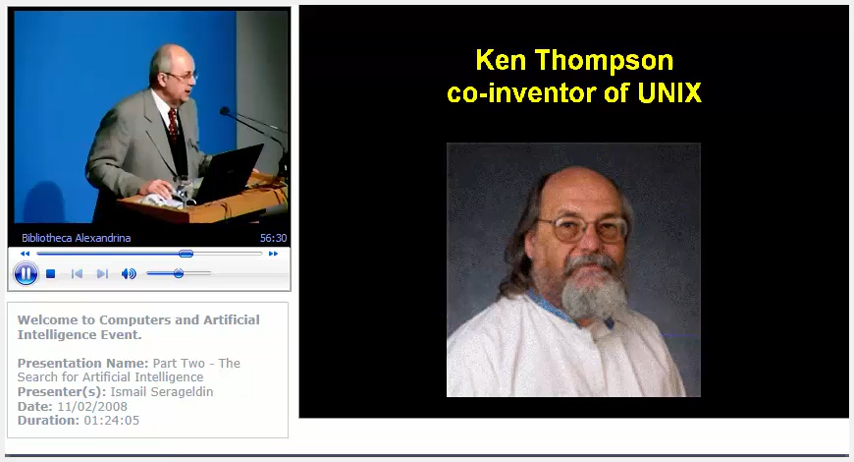 Ken Thompson
co-inventor of UNIX
Bibliotheca Alexandrina 56:30
Welcome to Computers and Artificial
Intelligence Event.
Presentation Name: Part Two - The
Search for Artificial Intelligence
Presenter(s): Ismail Serageldin
Date: 11/02/2008
Duration: 01:24:05